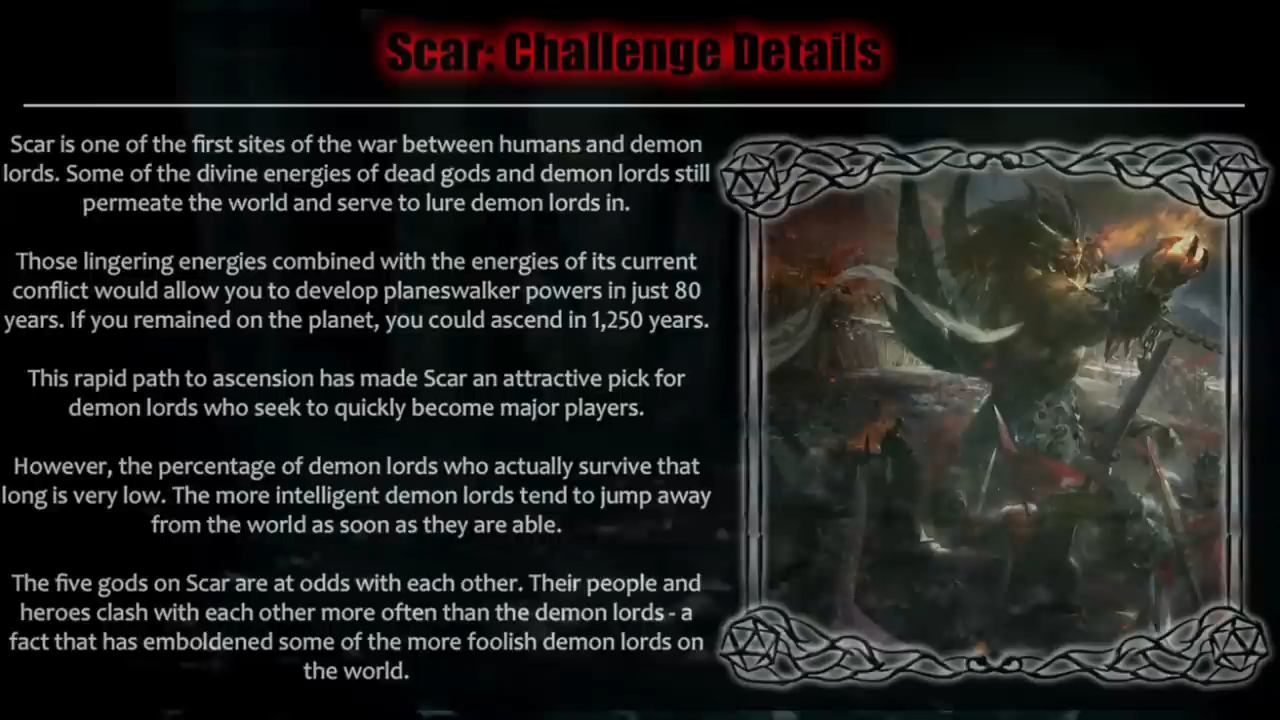 Scar: Challenge Details
Scar is one of the first sites of the war between humans and demon
lords. Some of the divine energies of dead gods and demon lords still
permeate the world and serve to lure demon lords in.
Those lingering energies combined with the energies of its current
conflict would allow you to develop planeswalker powers in just 80
years. If you remained on the planet, you could ascend in 1,250 years.
This rapid path to ascension has made Scar an attractive pick for
demon lords who seek to quickly become major players.
However, the percentage of demon lords who actually survive that
long is very low. The more intelligent demon lords tend to jump away
from the world as soon as they are able.
The five gods on Scar are at odds with each other. Their people and
heroes clash with each other more often than the demon lords - a
fact that has emboldened some of the more foolish demon lords on
the world.